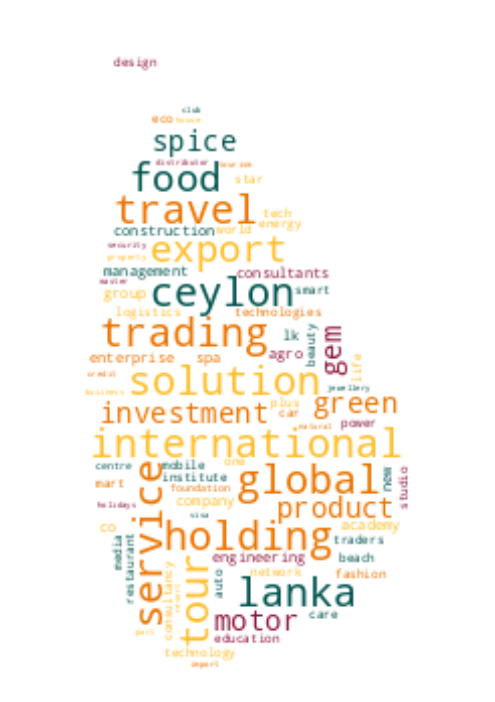 design
club
eco house
spice
distributor tourism
food star
travel tech
energy
construction world
security export
property
management consultants
master ceylon smart
group
logistics technologies
trading lk beauty gem
agro
enterprise spa life
credit solution
business jewellery
investment plus green
car
natural power
international
centre mobile one
service institute global new studio
mart foundation
holidays company product
visa
co holding academy
media restaurant traders
engineering beach
consultancy resort tour auto network fashion
lanka
motor care
port education
technology
import